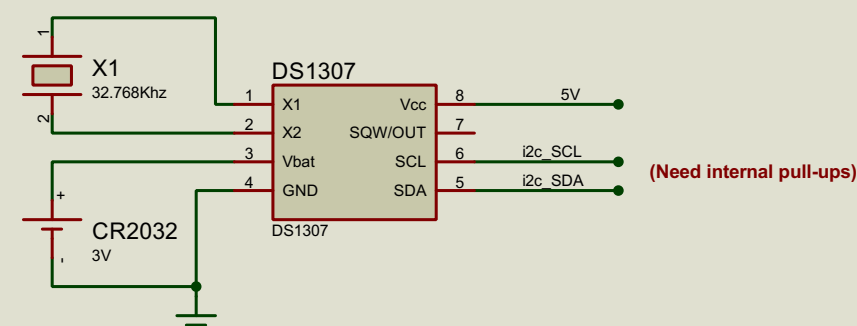 1
X1
32.768Khz
2
DS1307
1
X1
Vcc
8
5V
2
X2
SQW/OUT
7
3
Vbat
SCL
6
i2c_SCL
(Need internal pull-ups)
4
GND
SDA
5
i2c_SDA
DS1307
+
CR2032
3V
-